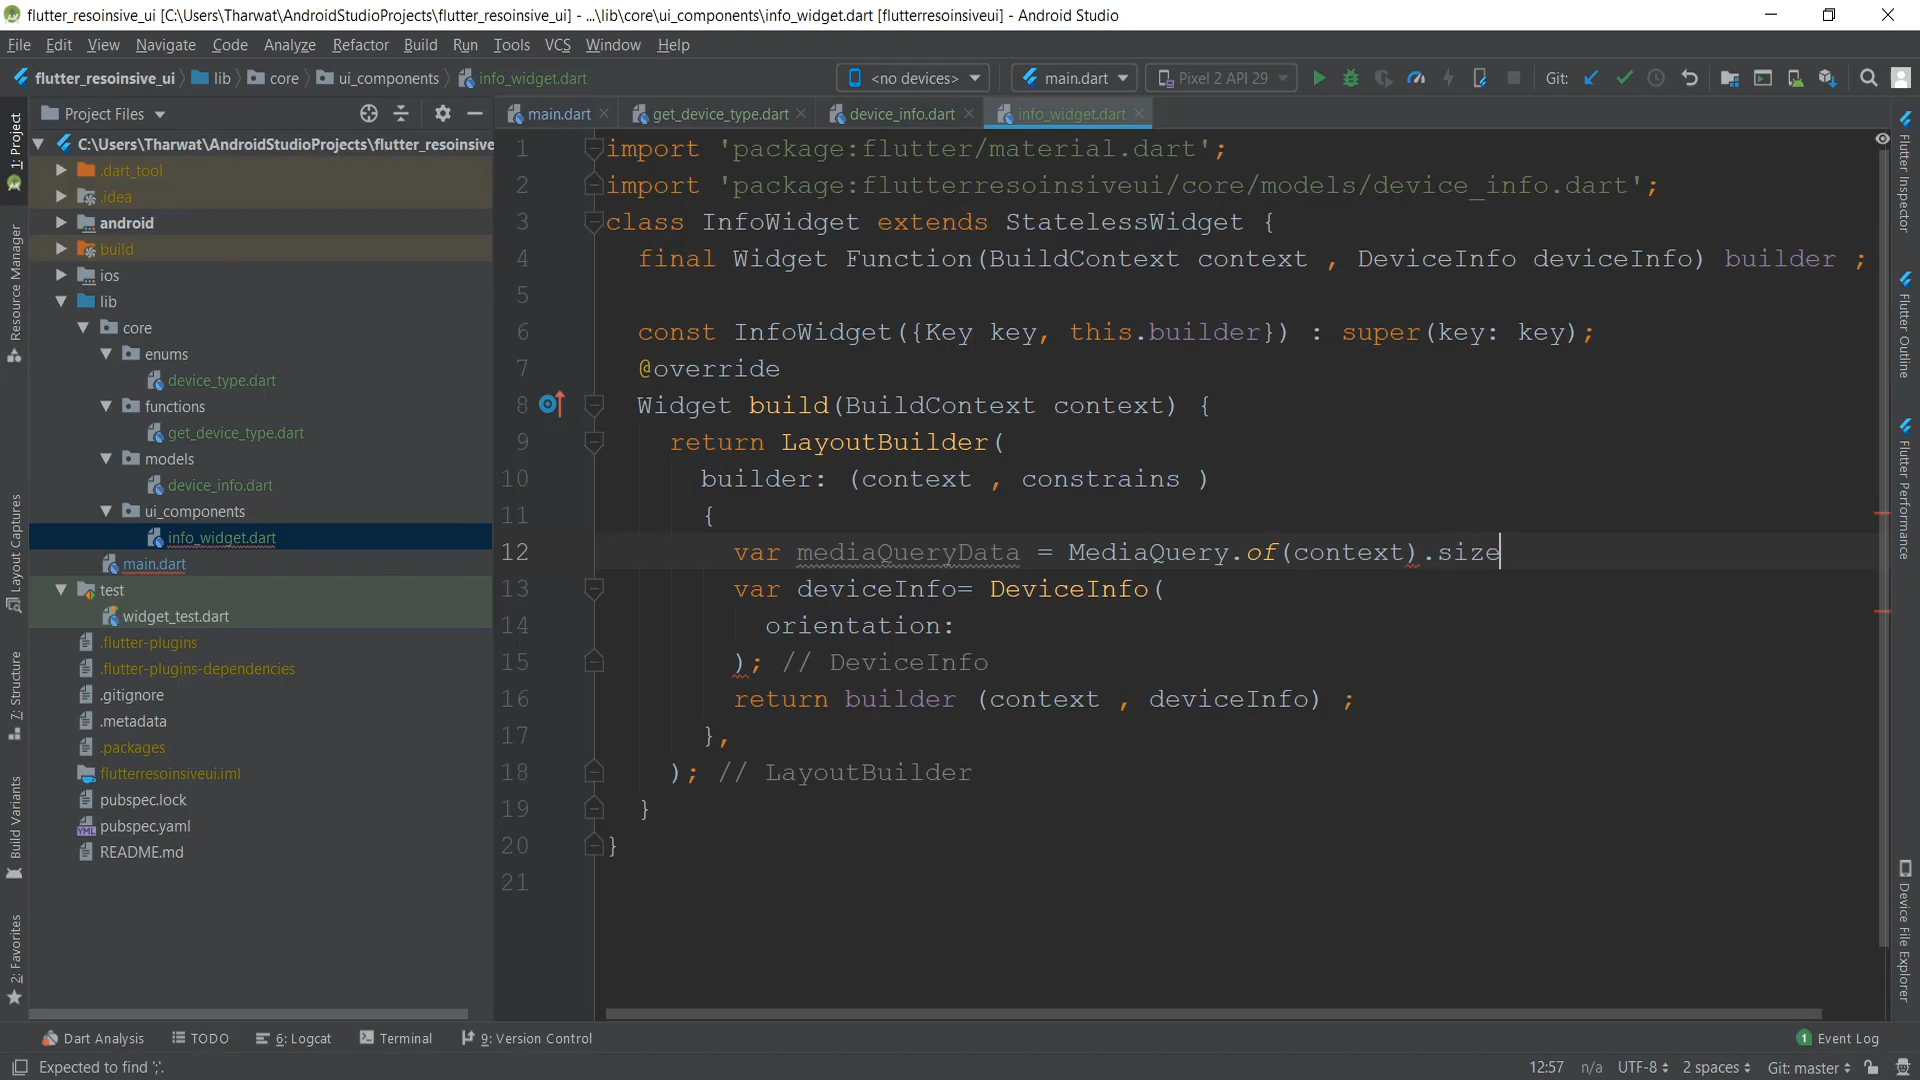 flutter_resoinsive_ui [C:\Users\Tharwat\AndroidStudioProjects\flutter_resoinsive_ui] - ...\lib\core\ui_components\info_widget.dart [flutterresoinsiveui] - Android Studio
File Edit View Navigate Code Analyze Refactor Build Run Tools VCS Window Help
flutter_resoinsive_ui lib core ui_components info_widget.dart <no devices> main.dart Pixel 2 API 29 Git:
Project Files
main.dart get_device_type.dart device_info.dart info_widget.dart
1: Project
Resource Manager
Layout Captures
7: Structure
Build Variants
2: Favorites
C:\Users\Tharwat\AndroidStudioProjects\flutter_resoinsive
.dart_tool
.idea
android
build
ios
lib
core
enums
device_type.dart
functions
get_device_type.dart
models
device_info.dart
ui_components
info_widget.dart
main.dart
test
widget_test.dart
.flutter-plugins
.flutter-plugins-dependencies
.gitignore
.metadata
.packages
flutterresoinsiveui.iml
pubspec.lock
pubspec.yaml
README.md
1 import 'package:flutter/material.dart';
2 import 'package:flutterresoinsiveui/core/models/device_info.dart';
3 class InfoWidget extends StatelessWidget {
4 final Widget Function(BuildContext context , DeviceInfo deviceInfo) builder ;
5
6 const InfoWidget({Key key, this.builder}) : super(key: key);
7 @override
8 Widget build(BuildContext context) {
9 return LayoutBuilder(
10 builder: (context , constrains )
11 {
12 var mediaQueryData = MediaQuery.of(context).size
13 var deviceInfo= DeviceInfo(
14 orientation:
15 ); // DeviceInfo
16 return builder (context , deviceInfo) ;
17 },
18 ); // LayoutBuilder
19 }
20 }
21
Flutter Inspector
Flutter Outline
Flutter Performance
Device File Explorer
Dart Analysis TODO 6: Logcat Terminal 9: Version Control 1 Event Log
Expected to find ';'. 12:57 n/a UTF-8 2 spaces Git: master